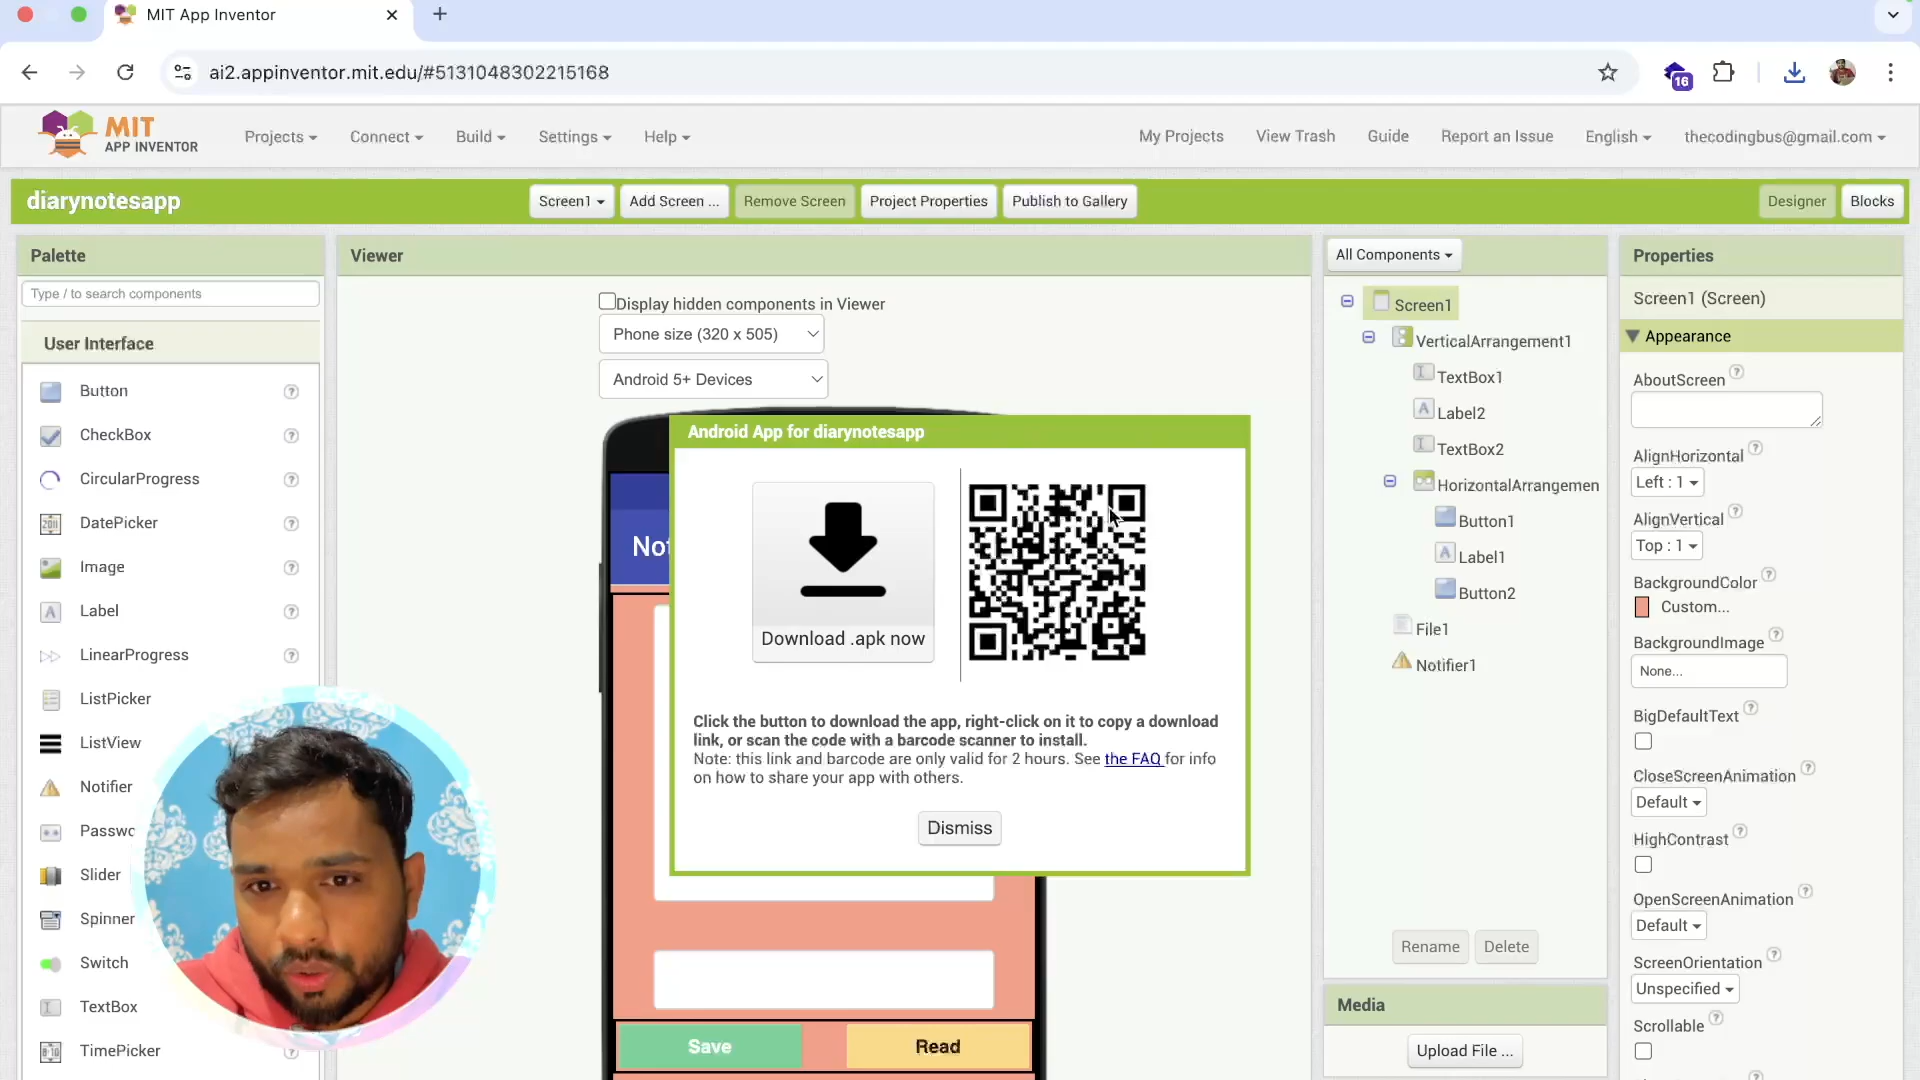 MIT App Inventor
ai2.appinventor.mit.edu/#5131048302215168
16
MIT
APP INVENTOR
Projects
Connect
Build
Settings
Help
My Projects
View Trash
Guide
Report an Issue
English
thecodingbus@gmail.com
diarynotesapp
Screen1
Add Screen ...
Remove Screen
Project Properties
Publish to Gallery
Designer
Blocks
Palette
Type / to search components
User Interface
Button
CheckBox
CircularProgress
DatePicker
Image
Label
LinearProgress
ListPicker
ListView
Notifier
Passwo
Slider
Spinner
Switch
TextBox
TimePicker
Viewer
Display hidden components in Viewer
Phone size (320 x 505)
Android 5+ Devices
Not
Android App for diarynotesapp
Download .apk now
Click the button to download the app, right-click on it to copy a download
link, or scan the code with a barcode scanner to install.
Note: this link and barcode are only valid for 2 hours. See the FAQ for info
on how to share your app with others.
Dismiss
Save
Read
All Components
Screen1
VerticalArrangement1
TextBox1
Label2
TextBox2
HorizontalArrangemen
Button1
Label1
Button2
File1
Notifier1
Rename
Delete
Media
Upload File ...
Properties
Screen1 (Screen)
Appearance
AboutScreen
AlignHorizontal
Left : 1
AlignVertical
Top : 1
BackgroundColor
Custom...
BackgroundImage
None...
BigDefaultText
CloseScreenAnimation
Default
HighContrast
OpenScreenAnimation
Default
ScreenOrientation
Unspecified
Scrollable